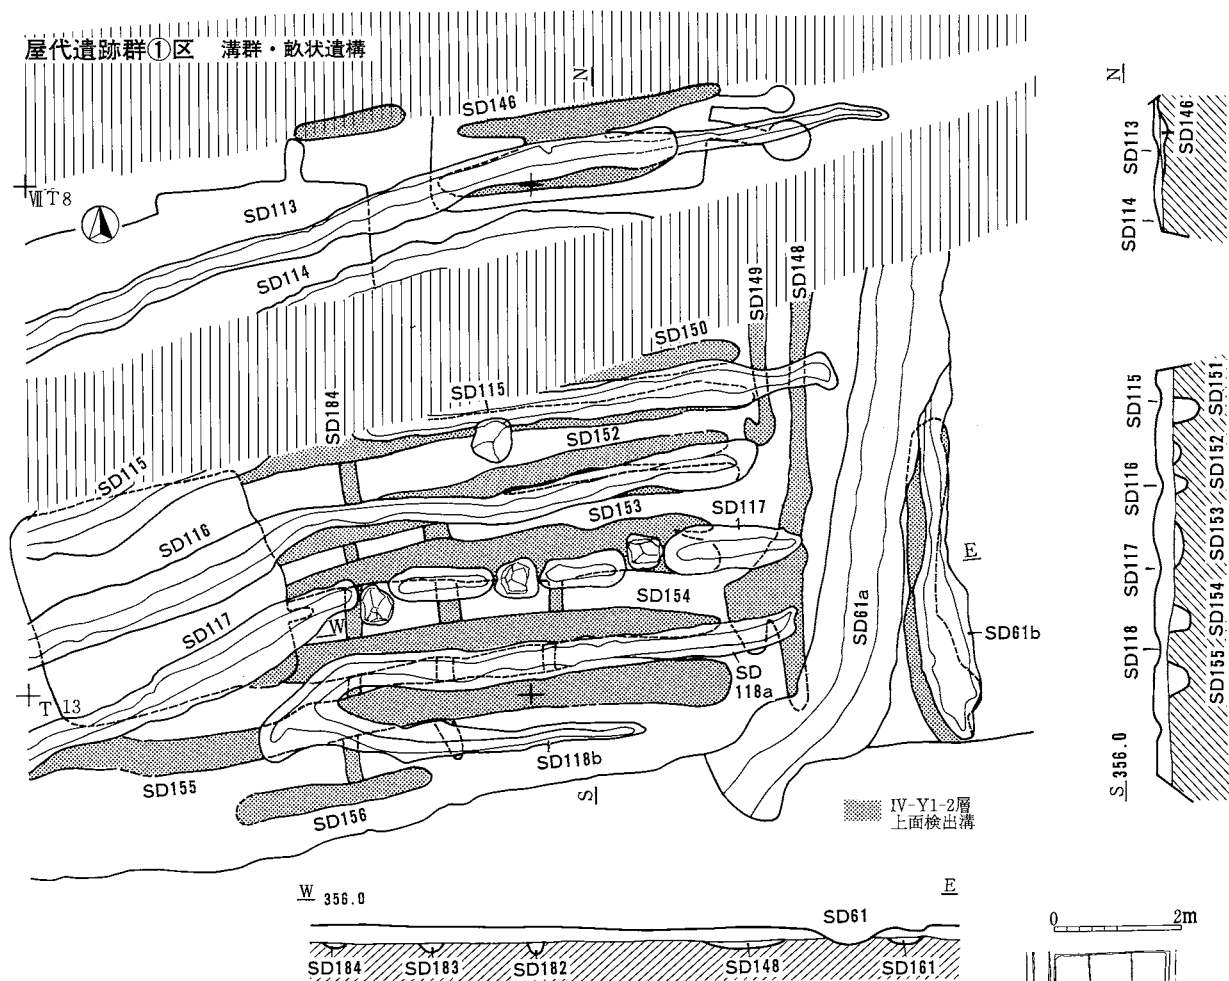 屋代遺跡群①区 溝群・畝状遺構
N
SD146
Ⅶ T8
SD113
SD114
SD149
SD148
SD150
SD184
SD115
SD152
SD115
SD116
SD153
SD117
SD117
W
SD154
SD61a
E
SD61b
T 13
SD
118a
SD118b
SD155
S
SD156
IV-Y1-2層
上面検出溝
N
SD113
SD146
SD114
SD115
SD151
SD116
SD152
SD153
SD117
SD154
SD118
SD155
S 356.0
W 356.0
E
SD61
SD184
SD183
SD182
SD148
SD161
0 2m